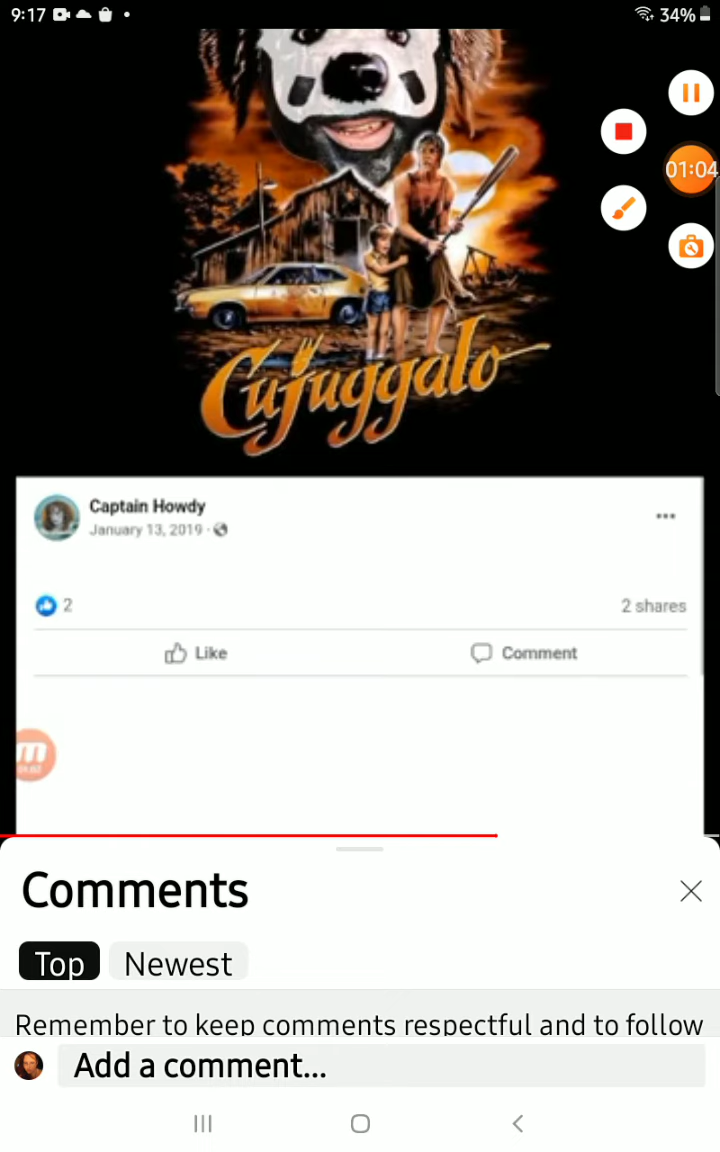 9:17
34%
01:04
Cujuggalo
Captain Howdy
January 13, 2019 ·
2
2 shares
Like
Comment
m
Comments
Top
Newest
Remember to keep comments respectful and to follow
Add a comment...